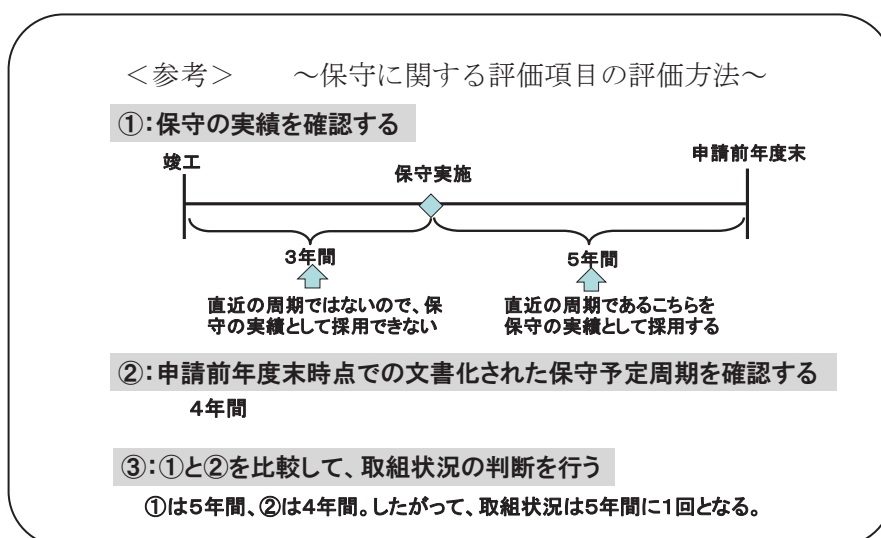 ＜参考＞　　～保守に関する評価項目の評価方法～
①：保守の実績を確認する
竣工
保守実施
申請前年度末
3年間
5年間
直近の周期ではないので、保
守の実績として採用できない
直近の周期であるこちらを
保守の実績として採用する
②：申請前年度末時点での文書化された保守予定周期を確認する
4年間
③：①と②を比較して、取組状況の判断を行う
①は5年間、②は4年間。したがって、取組状況は5年間に1回となる。